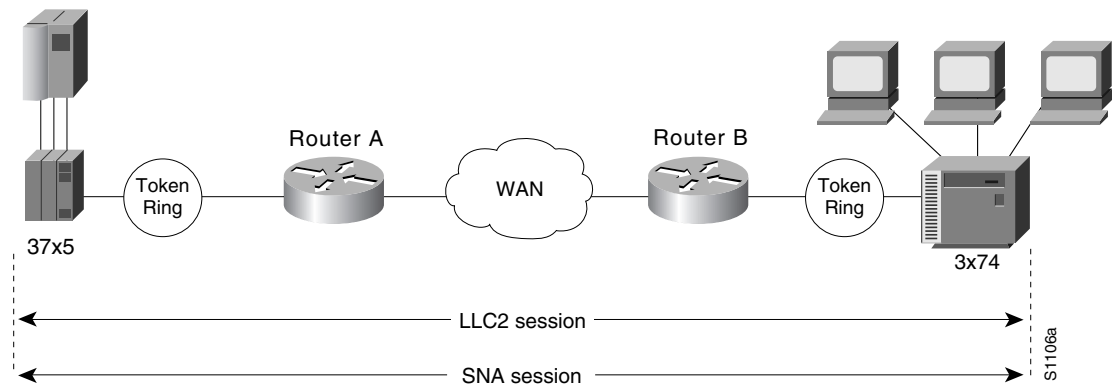 Router A
Router B
Token
Ring
WAN
Token
Ring
37x5
3x74
LLC2 session
SNA session
S1106a